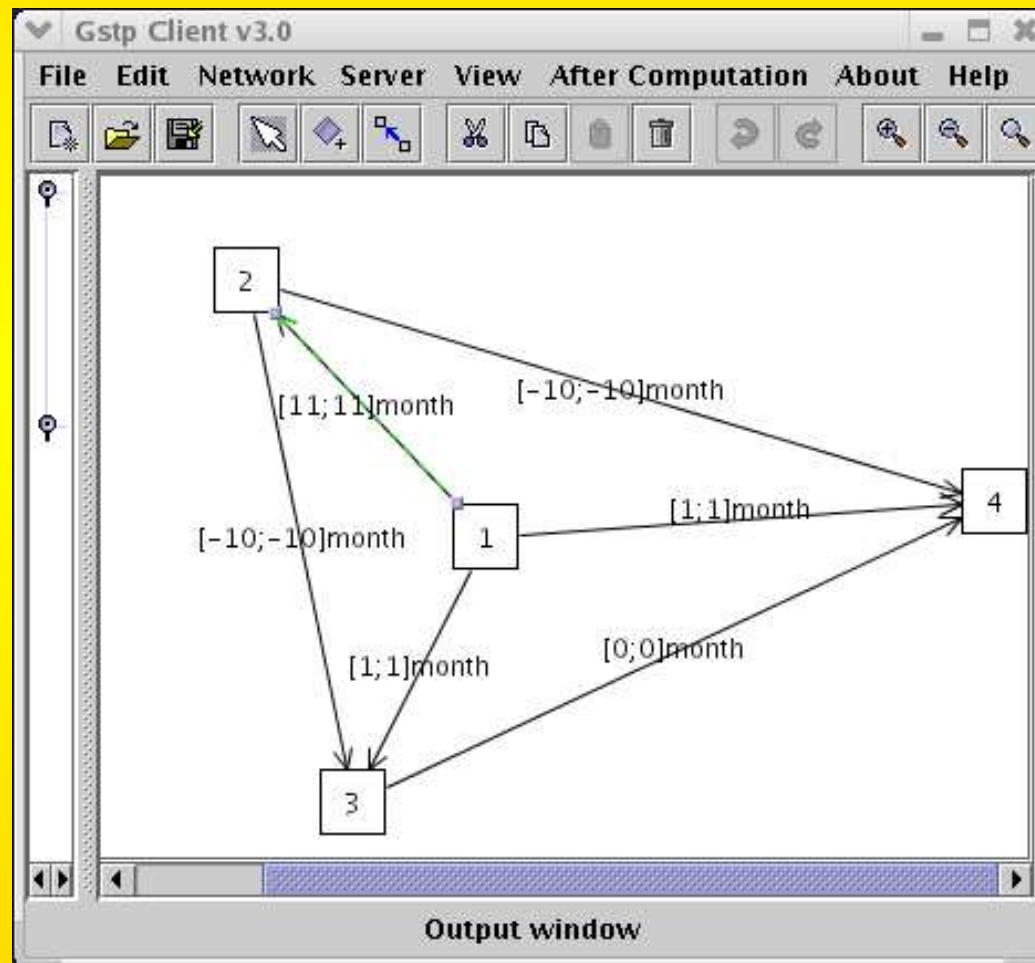 Gstp Client v3.0
File Edit Network Server View After Computation About Help
2
[-10;-10]month
[11;11]month
4
[1;1]month
1
[-10;-10]month
[0;0]month
[1;1]month
3
Output window